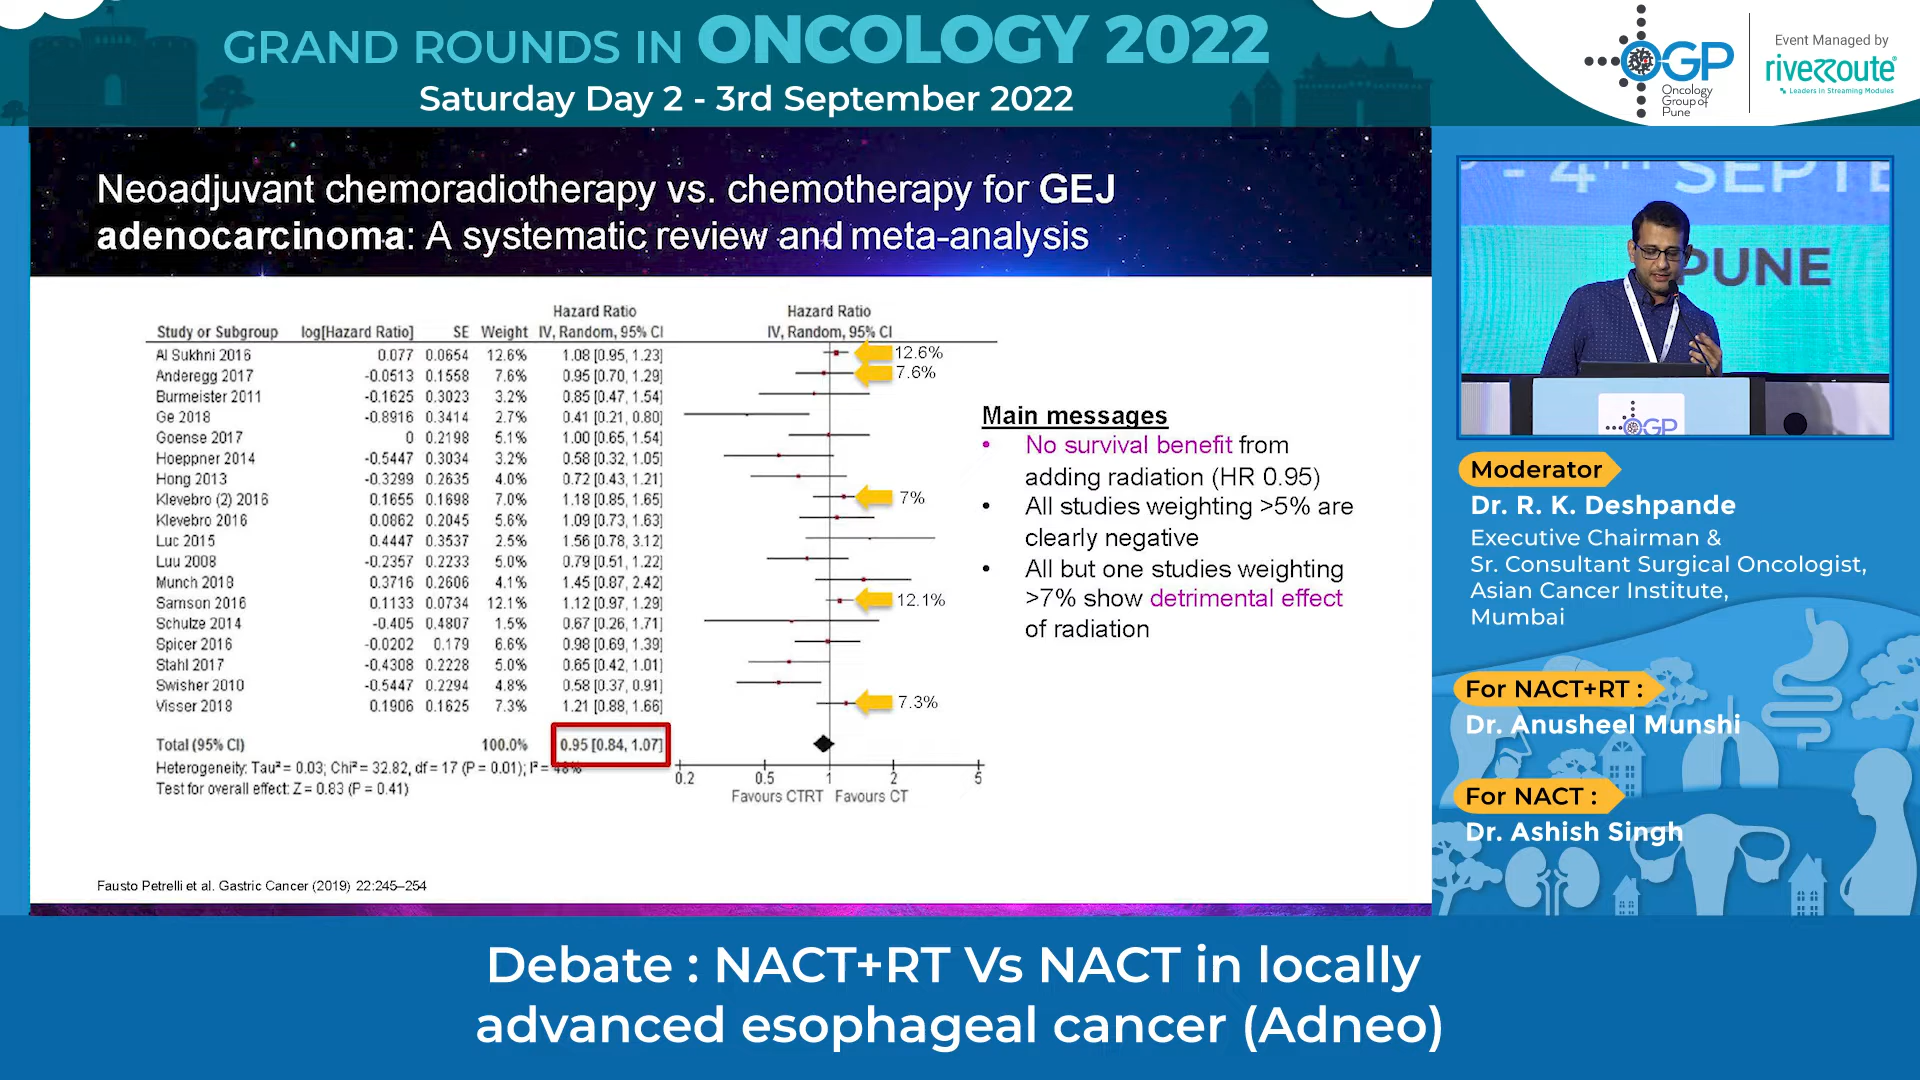 GRAND ROUNDS IN ONCOLOGY 2022
Saturday Day 2 - 3rd September 2022
OGP
Oncology
Group of
Pune
Event Managed by
riverroute
Leaders in Streaming Modules
Neoadjuvant chemoradiotherapy vs. chemotherapy for GEJ
adenocarcinoma: A systematic review and meta-analysis
Hazard Ratio Hazard Ratio
Study or Subgroup log[Hazard Ratio] SE Weight IV, Random, 95% CI IV, Random, 95% CI
Al Sukhni 2016 0.077 0.0654 12.6% 1.08 [0.95, 1.23] 12.6%
Anderegg 2017 -0.0513 0.1558 7.6% 0.95 [0.70, 1.29] 7.6%
Burmeister 2011 -0.1625 0.3023 3.2% 0.85 [0.47, 1.54]
Ge 2018 -0.8916 0.3414 2.7% 0.41 [0.21, 0.80]
Goense 2017 0 0.2198 5.1% 1.00 [0.65, 1.54]
Hoeppner 2014 -0.5447 0.3034 3.2% 0.58 [0.32, 1.05]
Hong 2013 -0.3299 0.2635 4.0% 0.72 [0.43, 1.21]
Klevebro (2) 2016 0.1655 0.1698 7.0% 1.18 [0.85, 1.65] 7%
Klevebro 2016 0.0862 0.2045 5.6% 1.09 [0.73, 1.63]
Luc 2015 0.4447 0.3537 2.5% 1.56 [0.78, 3.12]
Luu 2008 -0.2357 0.2233 5.0% 0.79 [0.51, 1.22]
Munch 2018 0.3716 0.2606 4.1% 1.45 [0.87, 2.42]
Samson 2016 0.1133 0.0734 12.1% 1.12 [0.97, 1.29] 12.1%
Schulze 2014 -0.405 0.4807 1.5% 0.67 [0.26, 1.71]
Spicer 2016 -0.0202 0.179 6.6% 0.98 [0.69, 1.39]
Stahl 2017 -0.4308 0.2228 5.0% 0.65 [0.42, 1.01]
Swisher 2010 -0.5447 0.2294 4.8% 0.58 [0.37, 0.91]
Visser 2018 0.1906 0.1625 7.3% 1.21 [0.88, 1.66] 7.3%
Total (95% CI) 100.0% 0.95 [0.84, 1.07]
Heterogeneity: Tau² = 0.03; Chi² = 32.82, df = 17 (P = 0.01); I² = 48%
Test for overall effect: Z = 0.83 (P = 0.41)
0.2 0.5 1 2 5
Favours CTRT Favours CT
Main messages
• No survival benefit from
adding radiation (HR 0.95)
• All studies weighting >5% are
clearly negative
• All but one studies weighting
>7% show detrimental effect
of radiation
Fausto Petrelli et al. Gastric Cancer (2019) 22:245–254
- 4th SEPTE
PUNE
OGP
Moderator
Dr. R. K. Deshpande
Executive Chairman &
Sr. Consultant Surgical Oncologist,
Asian Cancer Institute,
Mumbai
For NACT+RT :
Dr. Anusheel Munshi
For NACT :
Dr. Ashish Singh
Debate : NACT+RT Vs NACT in locally
advanced esophageal cancer (Adneo)